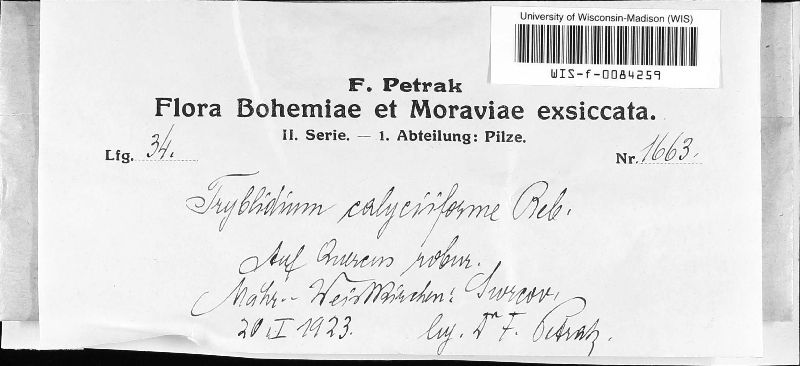 University of Wisconsin-Madison (WIS)
WIS-f-0084259
F. Petrak
Flora Bohemiae et Moraviae exsiccata.
II. Serie. — 1. Abteilung: Pilze.
Lfg. 34. Nr. 1663.
Tryblidium calyciiforme Reb.
Auf Quercus robur.
Mähr.-Weisskirchen: Svrcov,
20. I 1923. leg. Dr F. Petrak.